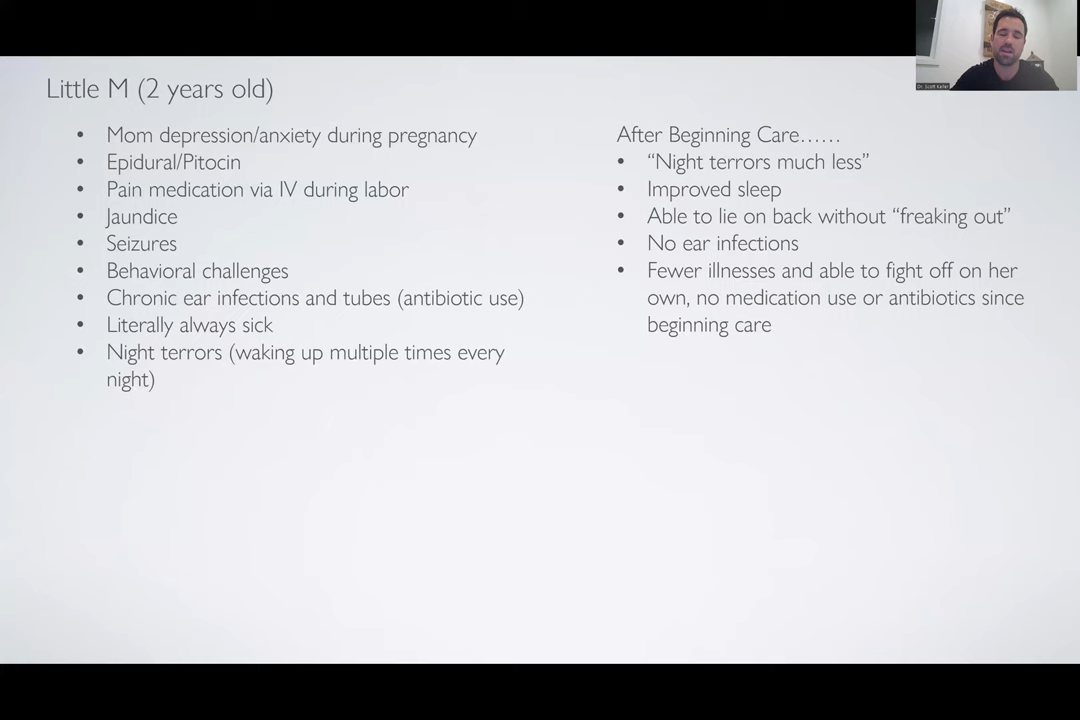 Little M (2 years old)
• Mom depression/anxiety during pregnancy
• Epidural/Pitocin
• Pain medication via IV during labor
• Jaundice
• Seizures
• Behavioral challenges
• Chronic ear infections and tubes (antibiotic use)
• Literally always sick
• Night terrors (waking up multiple times every
night)
After Beginning Care……
• “Night terrors much less”
• Improved sleep
• Able to lie on back without “freaking out”
• No ear infections
• Fewer illnesses and able to fight off on her
own, no medication use or antibiotics since
beginning care
Dr. Scott Keller